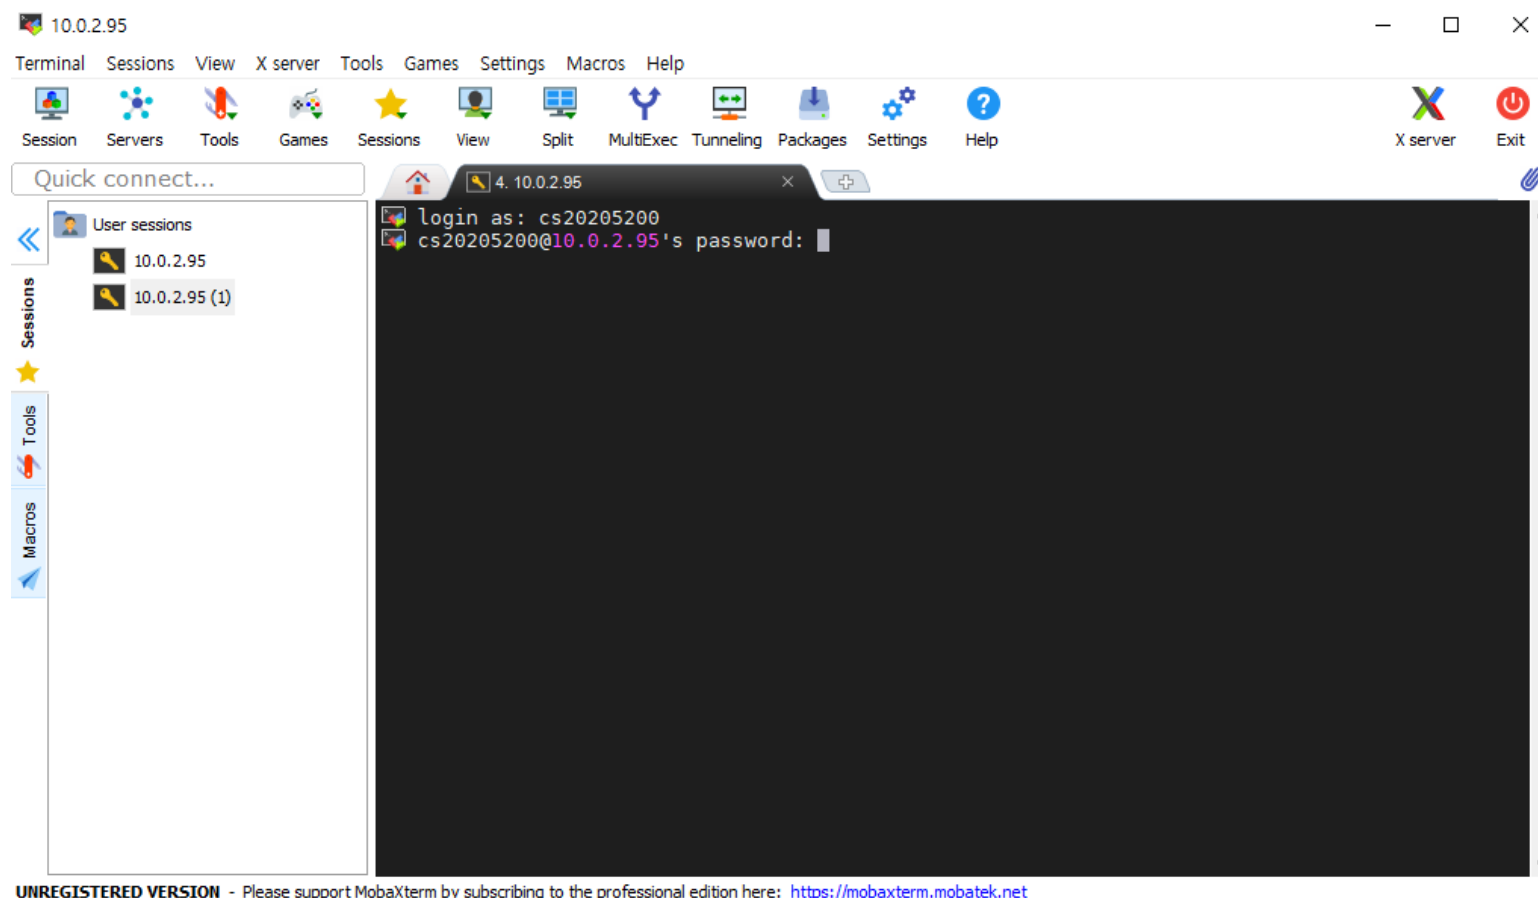 10.0.2.95
Terminal Sessions View X server Tools Games Settings Macros Help
Session Servers Tools Games Sessions View Split MultiExec Tunneling Packages Settings Help X server Exit
Quick connect...
4. 10.0.2.95
User sessions
10.0.2.95
10.0.2.95 (1)
Sessions
Tools
Macros
login as: cs20205200
cs20205200@10.0.2.95's password:
UNREGISTERED VERSION - Please support MobaXterm by subscribing to the professional edition here: https://mobaxterm.mobatek.net